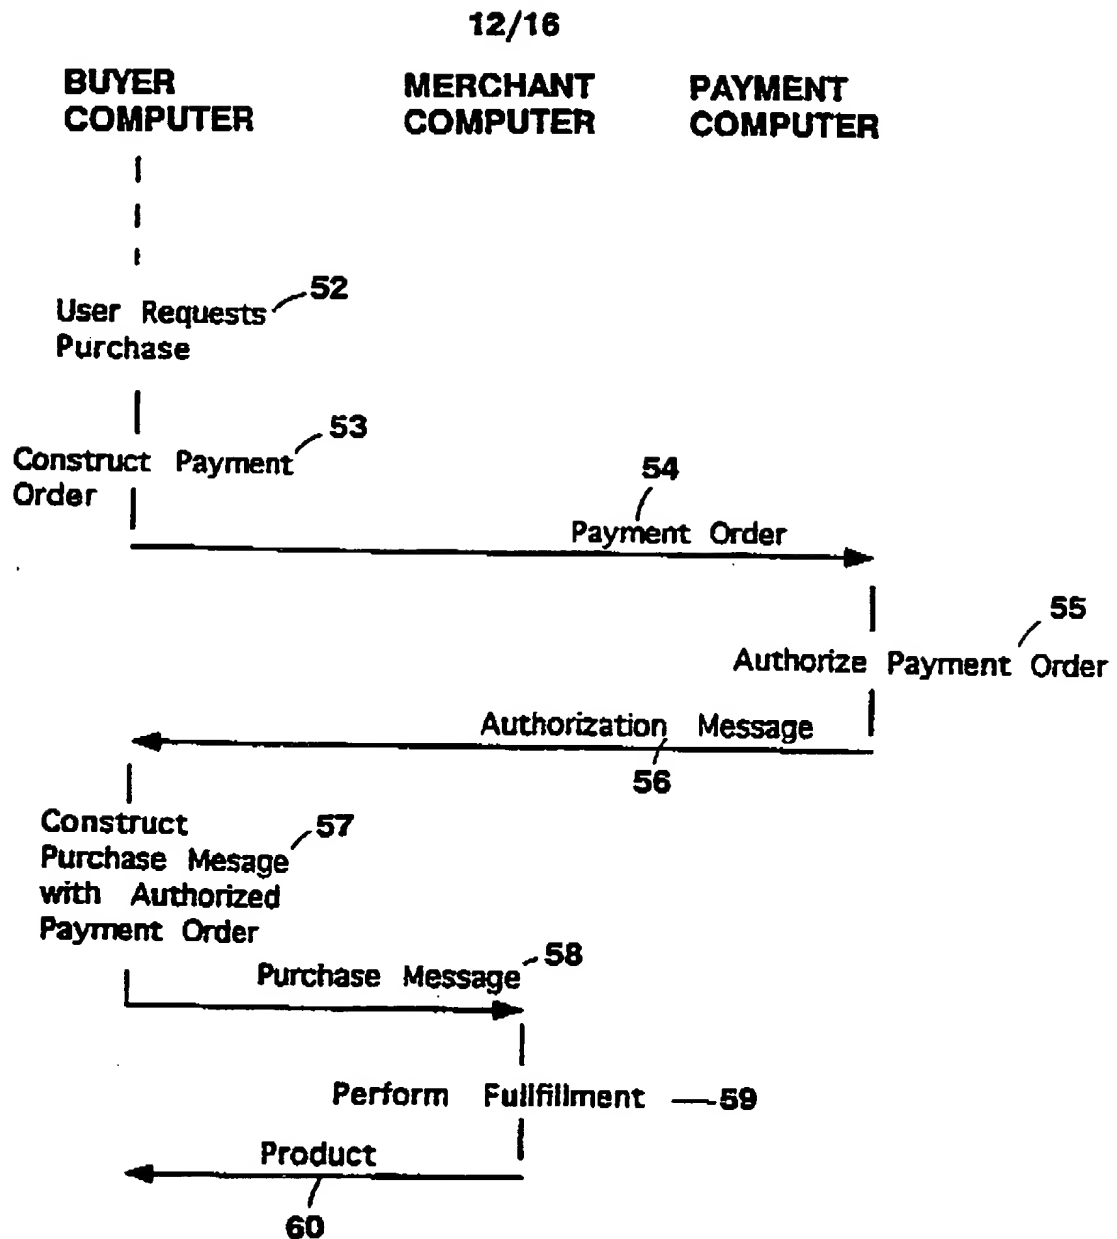 12/16
BUYER
COMPUTER
MERCHANT
COMPUTER
PAYMENT
COMPUTER
52
User Requests
Purchase
53
Construct Payment
Order
54
Payment Order
55
Authorize Payment Order
Authorization Message
56
Construct
57
Purchase Mesage
with Authorized
Payment Order
58
Purchase Message
Perform Fullfillment
59
Product
60